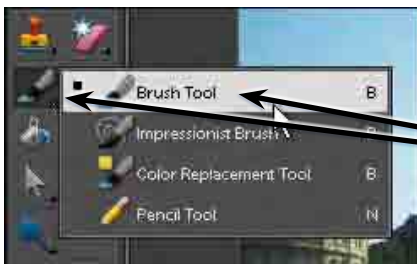 Brush Tool B
Impressionist Brush B
Color Replacement Tool B
Pencil Tool N